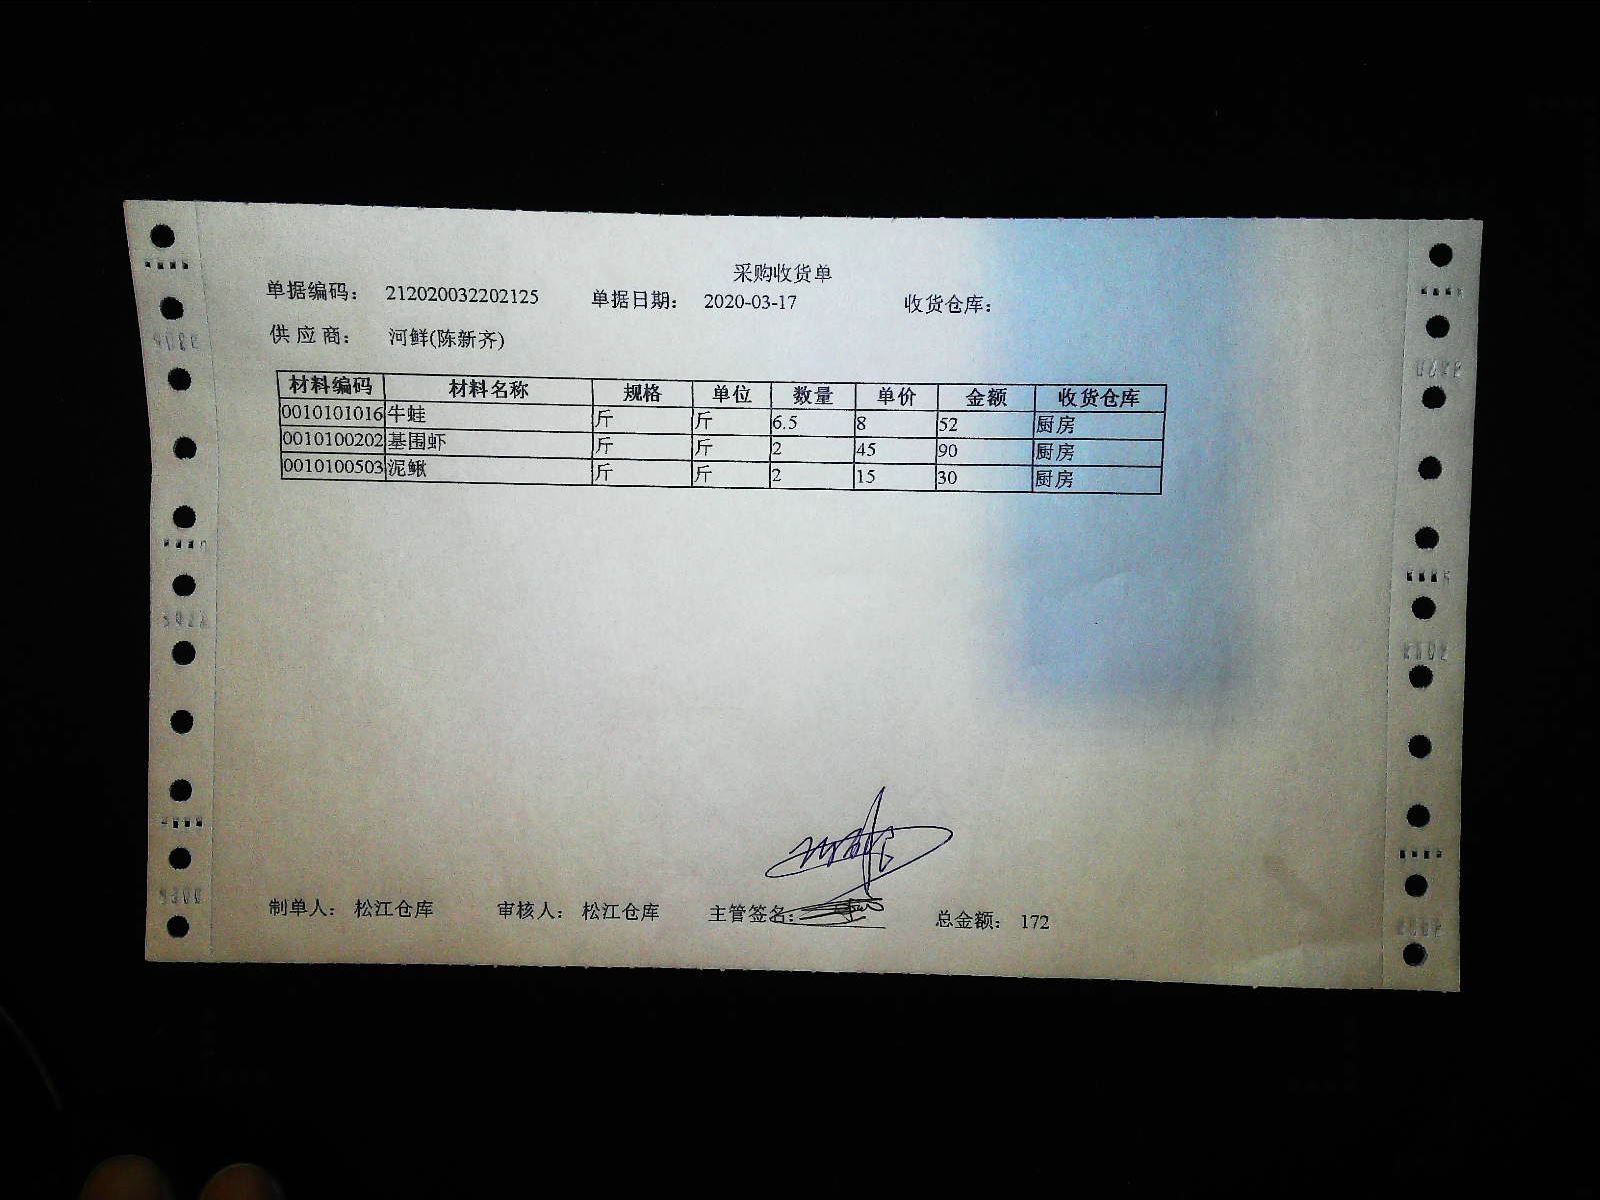 采购收货单
单据编码: 212020032202125 单据日期: 2020-03-17 收货仓库:
供应商: 河鲜(陈新齐)
材料编码 材料名称 规格 单位 数量 单价 金额 收货仓库
0010101016 牛蛙 斤 斤 6.5 8 52 厨房
0010100202 基围虾 斤 斤 2 45 90 厨房
0010100503 泥鳅 斤 斤 2 15 30 厨房
制单人: 松江仓库 审核人: 松江仓库 主管签名: 总金额: 172